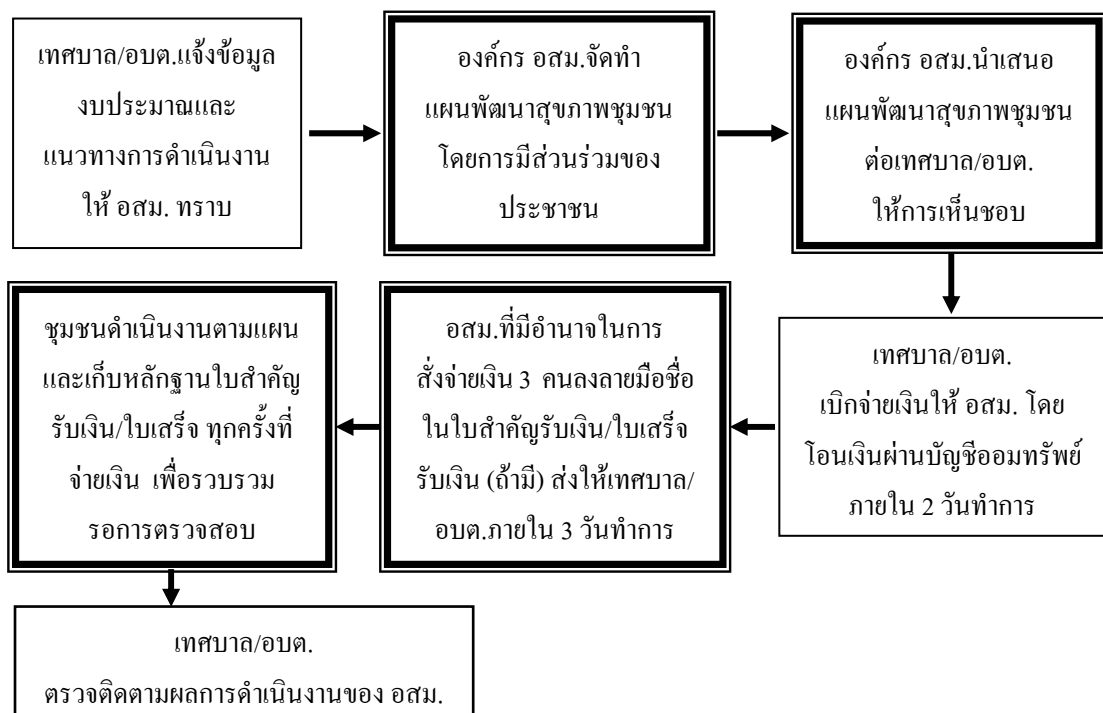 เทศบาล/อบต.แจ้งข้อมูล
งบประมาณและ
แนวทางการดำเนินงาน
ให้ อสม. ทราบ
องค์กร อสม.จัดทำ
แผนพัฒนาสุขภาพชุมชน
โดยการมีส่วนร่วมของ
ประชาชน
องค์กร อสม.นำเสนอ
แผนพัฒนาสุขภาพชุมชน
ต่อเทศบาล/อบต.
ให้การเห็นชอบ
เทศบาล/อบต.
เบิกจ่ายเงินให้ อสม. โดย
โอนเงินผ่านบัญชีออมทรัพย์
ภายใน 2 วันทำการ
อสม.ที่มีอำนาจในการ
สั่งจ่ายเงิน 3 คนลงลายมือชื่อ
ในใบสำคัญรับเงิน/ใบเสร็จ
รับเงิน (ถ้ามี) ส่งให้เทศบาล/
อบต.ภายใน 3 วันทำการ
ชุมชนดำเนินงานตามแผน
และเก็บหลักฐานใบสำคัญ
รับเงิน/ใบเสร็จ ทุกครั้งที่
จ่ายเงิน เพื่อรวบรวม
รอการตรวจสอบ
เทศบาล/อบต.
ตรวจติดตามผลการดำเนินงานของ อสม.